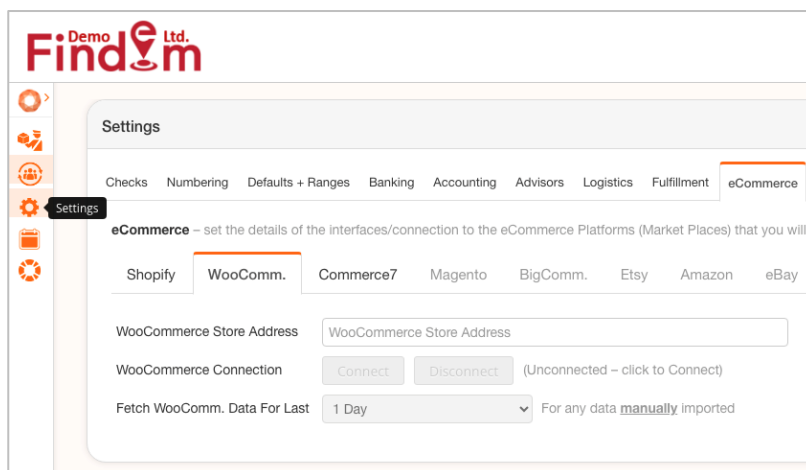 Demo Ltd.
Findem
Settings
Checks Numbering Defaults + Ranges Banking Accounting Advisors Logistics Fulfillment eCommerce
Settings
eCommerce – set the details of the interfaces/connection to the eCommerce Platforms (Market Places) that you will
Shopify WooComm. Commerce7 Magento BigComm. Etsy Amazon eBay
WooCommerce Store Address WooCommerce Store Address
WooCommerce Connection Connect Disconnect (Unconnected – click to Connect)
Fetch WooComm. Data For Last 1 Day For any data manually imported